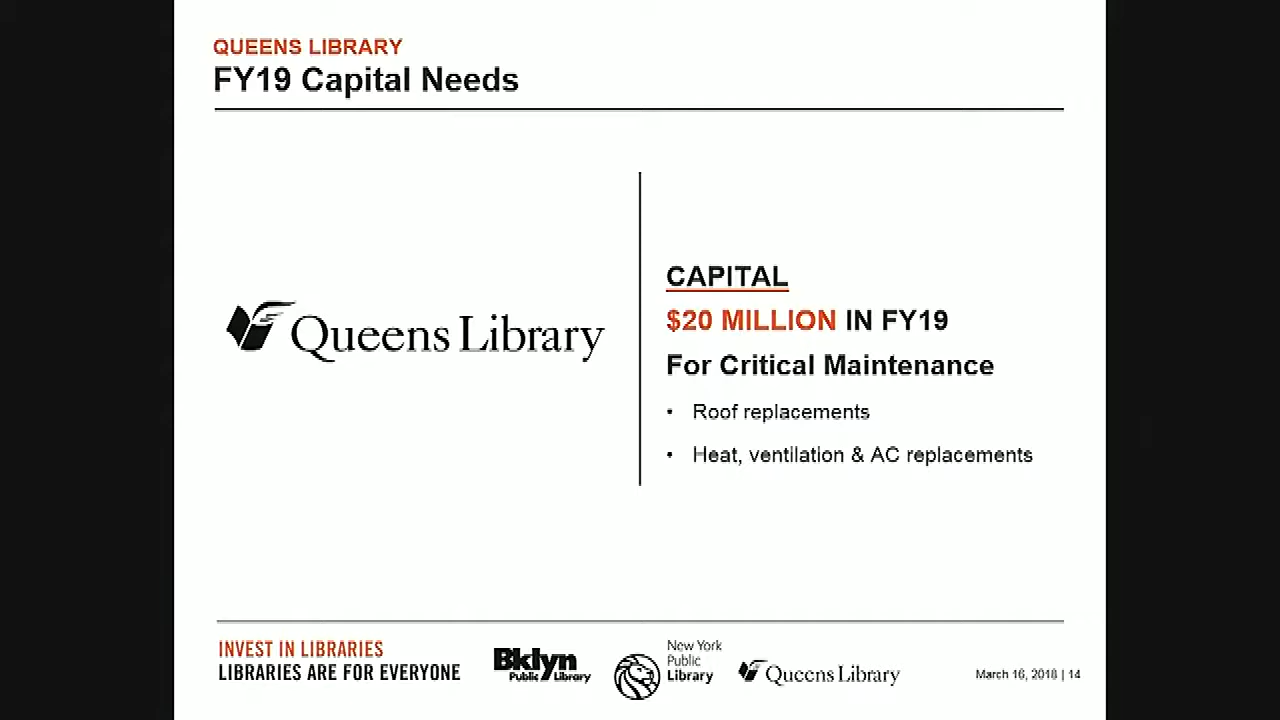 QUEENS LIBRARY
FY19 Capital Needs
Queens Library
CAPITAL
$20 MILLION IN FY19
For Critical Maintenance
• Roof replacements
• Heat, ventilation & AC replacements
INVEST IN LIBRARIES
LIBRARIES ARE FOR EVERYONE
Bklyn
Public Library
New York
Public
Library
Queens Library
March 16, 2018 | 14